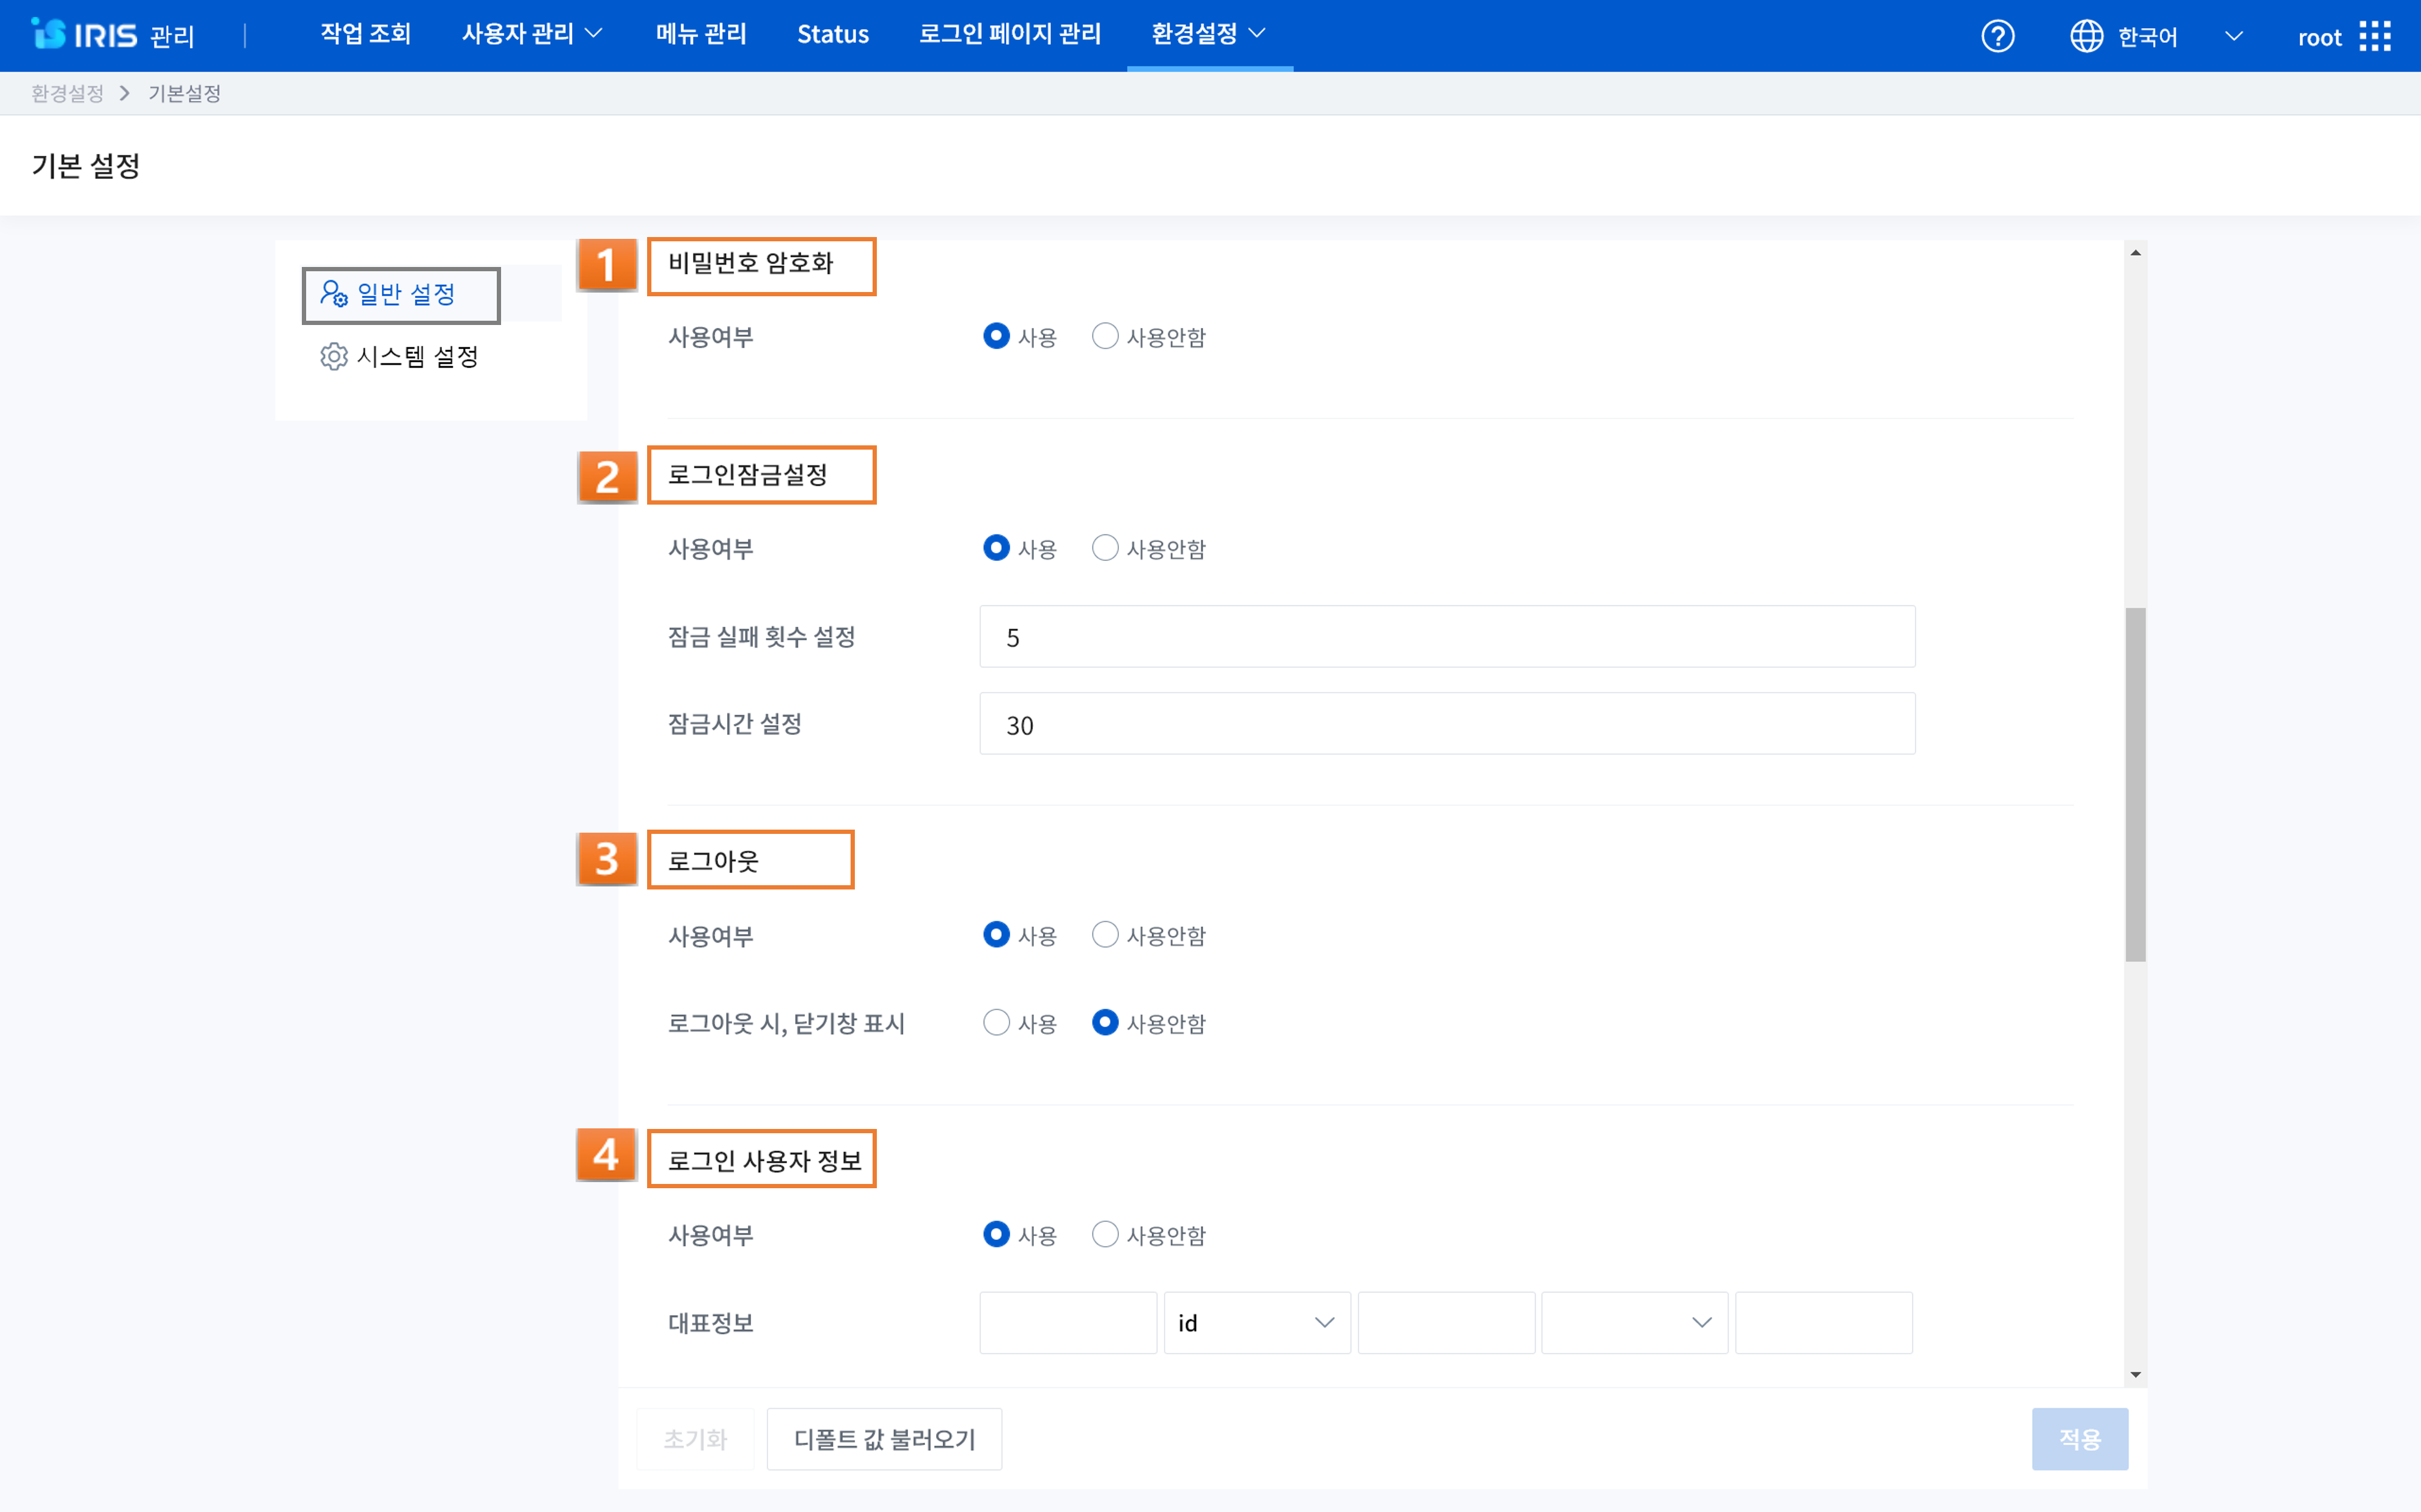 IRIS 관리 | 작업 조회 사용자 관리 메뉴 관리 Status 로그인 페이지 관리 환경설정 ? 한국어 root
환경설정 > 기본설정
기본 설정
일반 설정
시스템 설정
1 비밀번호 암호화
사용여부 사용 사용안함
2 로그인잠금설정
사용여부 사용 사용안함
잠금 실패 횟수 설정 5
잠금시간 설정 30
3 로그아웃
사용여부 사용 사용안함
로그아웃 시, 닫기창 표시 사용 사용안함
4 로그인 사용자 정보
사용여부 사용 사용안함
대표정보 id
초기화 디폴트 값 불러오기 적용